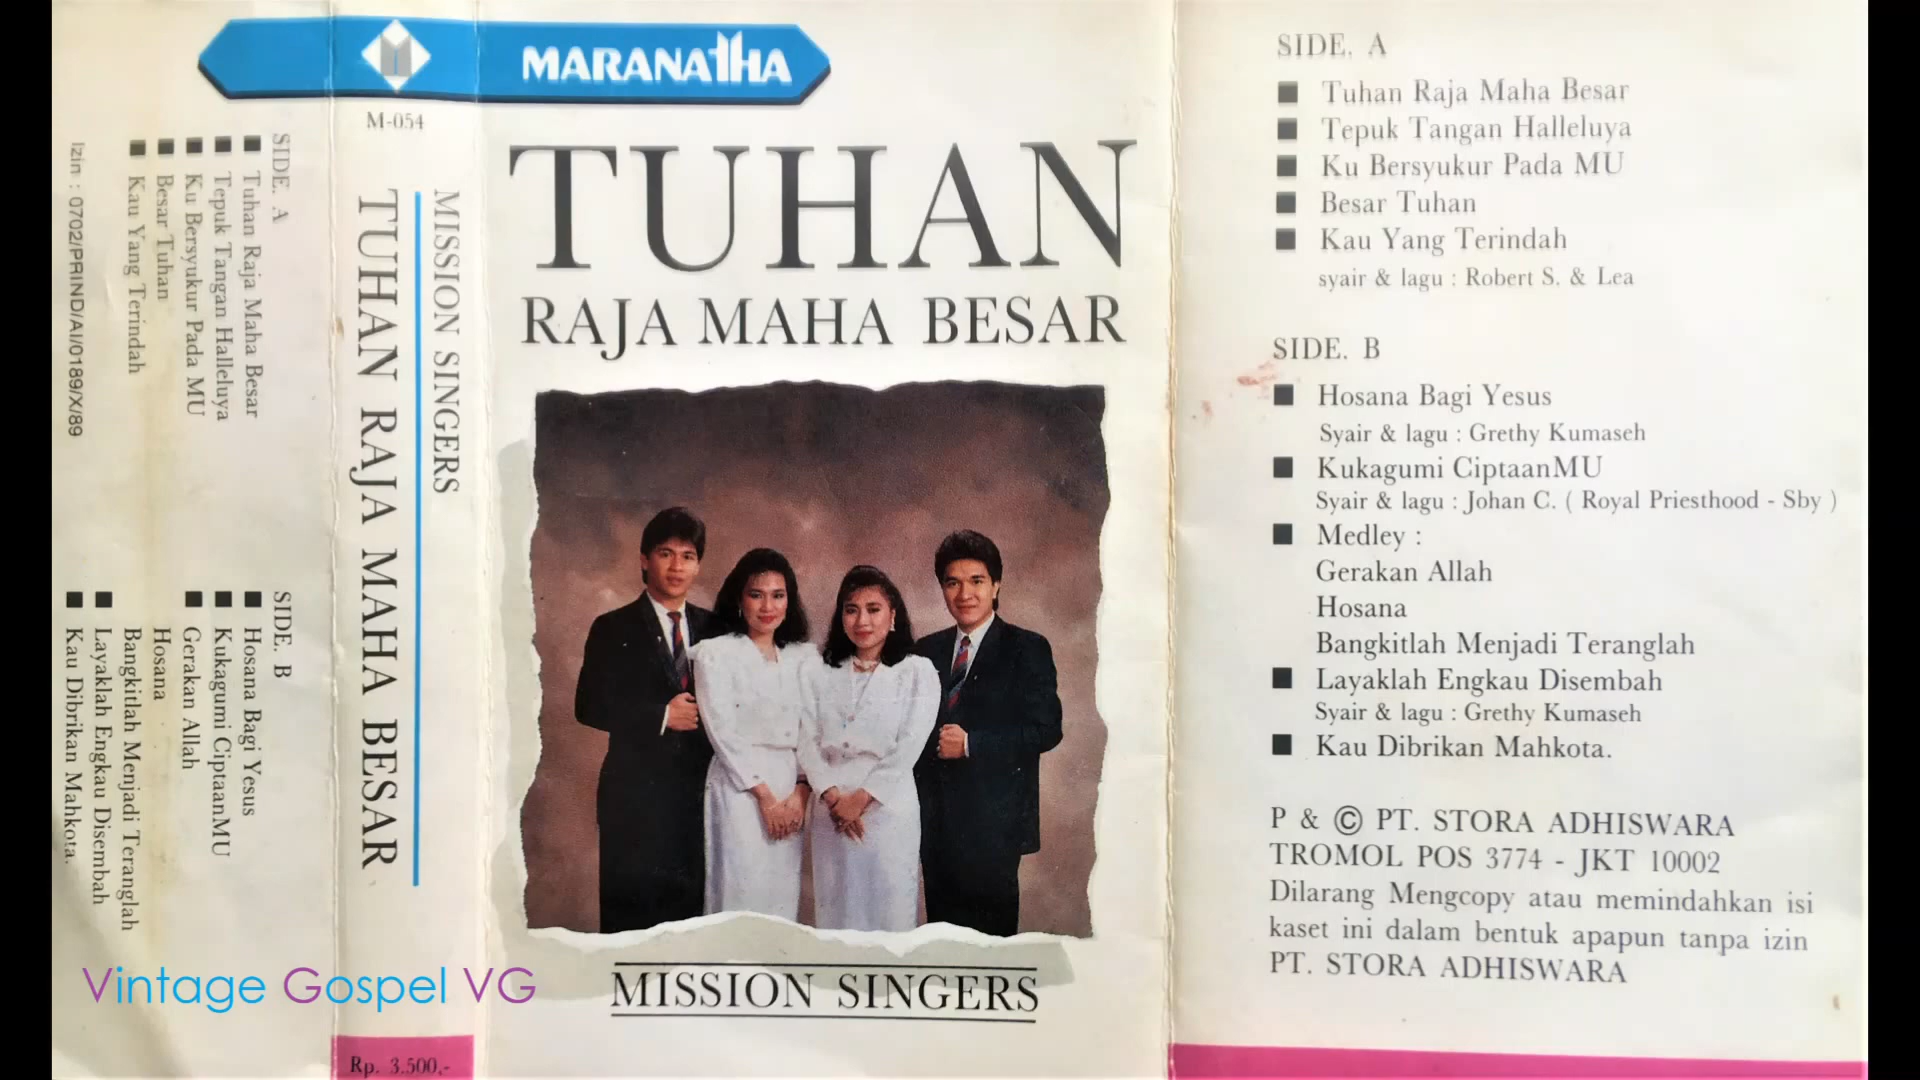 SIDE. A
Tuhan Raja Maha Besar
Tepuk Tangan Halleluya
Ku Bersyukur Pada MU
Besar Tuhan
Kau Yang Terindah
Izin : 0702/PRIND/AI/0189/X/89
SIDE. B
Hosana Bagi Yesus
Kukagumi CiptaanMU
Gerakan Allah
Hosana
Bangkitlah Menjadi Teranglah
Layaklah Engkau Disembah
Kau Dibrikan Mahkota.
M-054
MISSION SINGERS
TUHAN RAJA MAHA BESAR
Rp. 3.500,-
MARANATHA
TUHAN
RAJA MAHA BESAR
MISSION SINGERS
SIDE. A
Tuhan Raja Maha Besar
Tepuk Tangan Halleluya
Ku Bersyukur Pada MU
Besar Tuhan
Kau Yang Terindah
syair & lagu : Robert S. & Lea
SIDE. B
Hosana Bagi Yesus
Syair & lagu : Grethy Kumaseh
Kukagumi CiptaanMU
Syair & lagu : Johan C. ( Royal Priesthood - Sby )
Medley :
Gerakan Allah
Hosana
Bangkitlah Menjadi Teranglah
Layaklah Engkau Disembah
Syair & lagu : Grethy Kumaseh
Kau Dibrikan Mahkota.
P & © PT. STORA ADHISWARA
TROMOL POS 3774 - JKT 10002
Dilarang Mengcopy atau memindahkan isi
kaset ini dalam bentuk apapun tanpa izin
PT. STORA ADHISWARA
Vintage Gospel VG